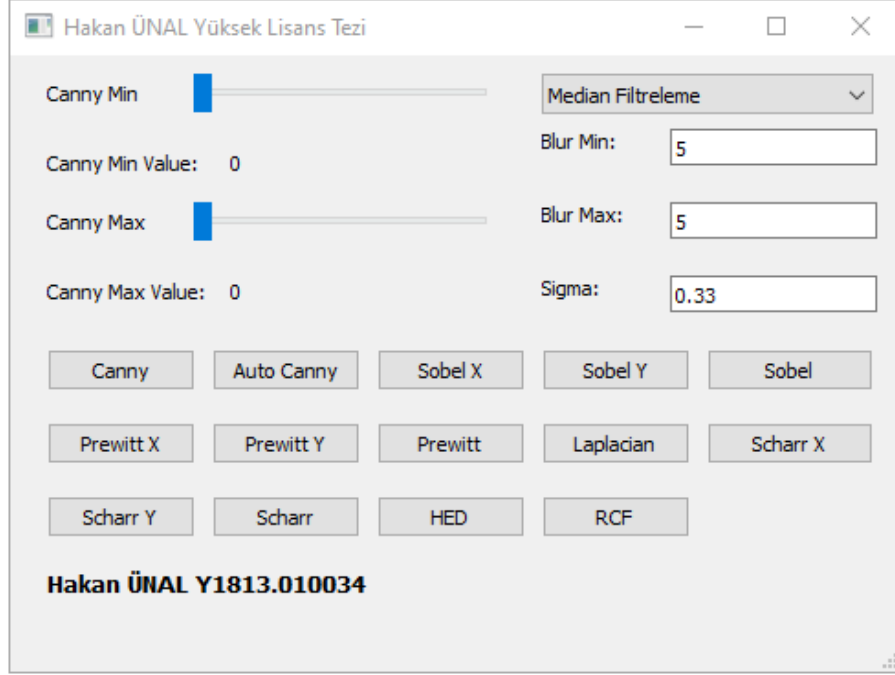 Hakan ÜNAL Yüksek Lisans Tezi
Canny Min
Median Filtreleme
Blur Min: 5
Canny Min Value: 0
Canny Max
Blur Max: 5
Canny Max Value: 0
Sigma: 0.33
Canny Auto Canny Sobel X Sobel Y Sobel
Prewitt X Prewitt Y Prewitt Laplacian Scharr X
Scharr Y Scharr HED RCF
Hakan ÜNAL Y1813.010034